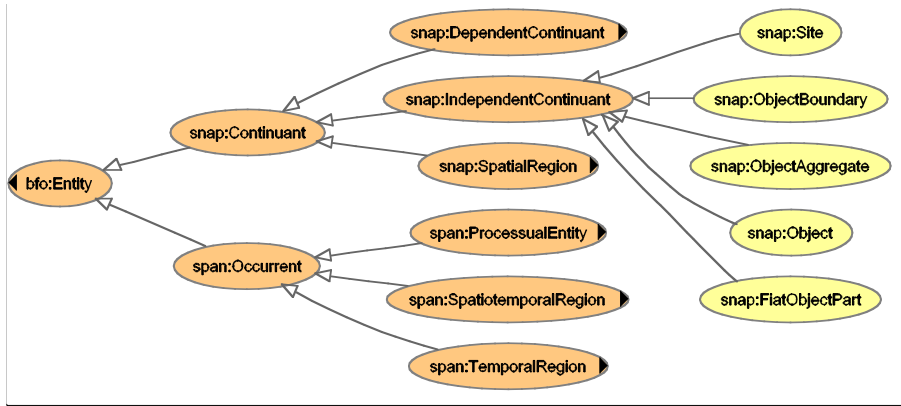 snap:DependentContinuant
snap:Site
snap:IndependentContinuant
snap:ObjectBoundary
snap:Continuant
snap:SpatialRegion
snap:ObjectAggregate
bfo:Entity
span:ProcessualEntity
snap:Object
span:Occurrent
span:SpatiotemporalRegion
snap:FiatObjectPart
span:TemporalRegion